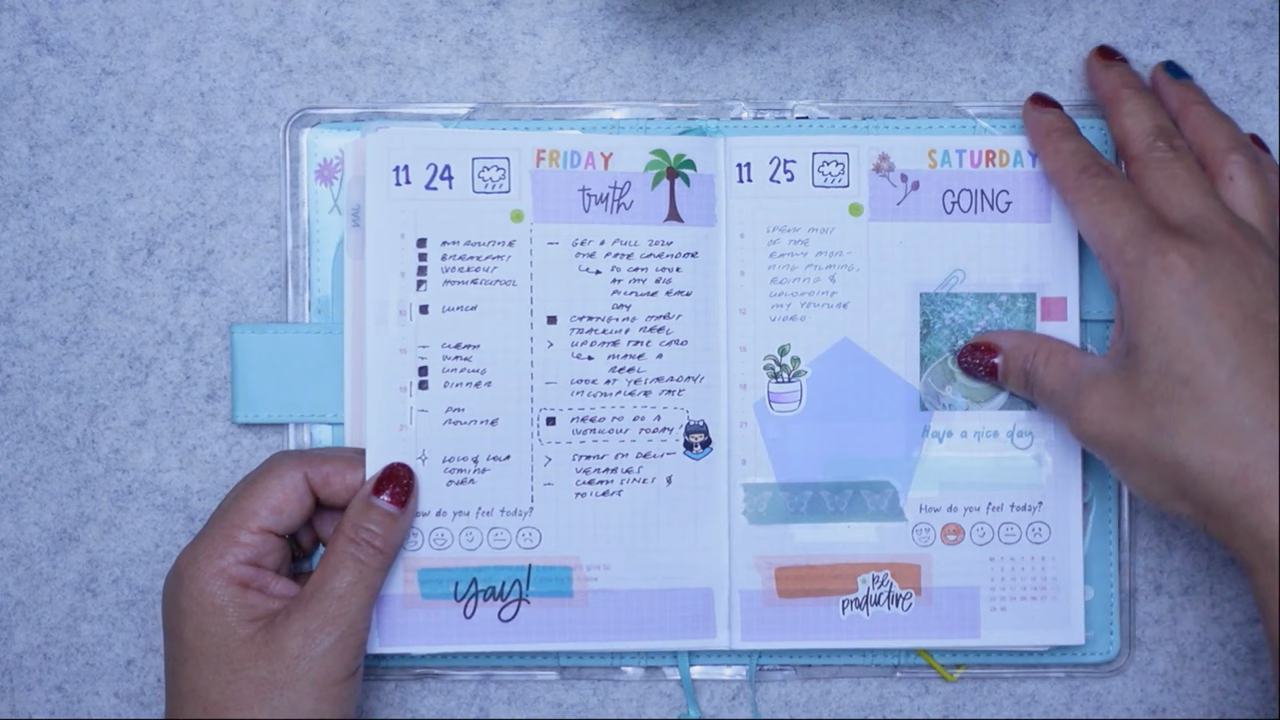 11 24
FRIDAY
truth
AM ROUTINE
BREAKFAST
WORKOUT
HOMESCHOOL
LUNCH
CLEAN
WALK
UNPLUG
DINNER
PM
ROUTINE
LOLO & LOLA
COMING
OVER
— GET A FULL 2024
ONE PAGE CALENDAR
↳ SO CAN LOOK
AT MY BIG
PICTURE EACH
DAY
CHANGING HABIT
TRACKING REEL
> UPDATE TASK CARD
↳ MAKE A
REEL
— LOOK AT YESTERDAY'S
INCOMPLETE TASK
NEED TO DO A
WORKOUT TODAY!
> START ON DELI-
VERABLES
— CLEAN SINKS &
TOILETS
How do you feel today?
yay!
11 25
SATURDAY
GOING
SPENT MOST
OF THE
EARLY MOR-
NING FILMING,
EDITING &
UPLOADING
MY YOUTUBE
VIDEO.
Have a nice day
How do you feel today?
BE
productive